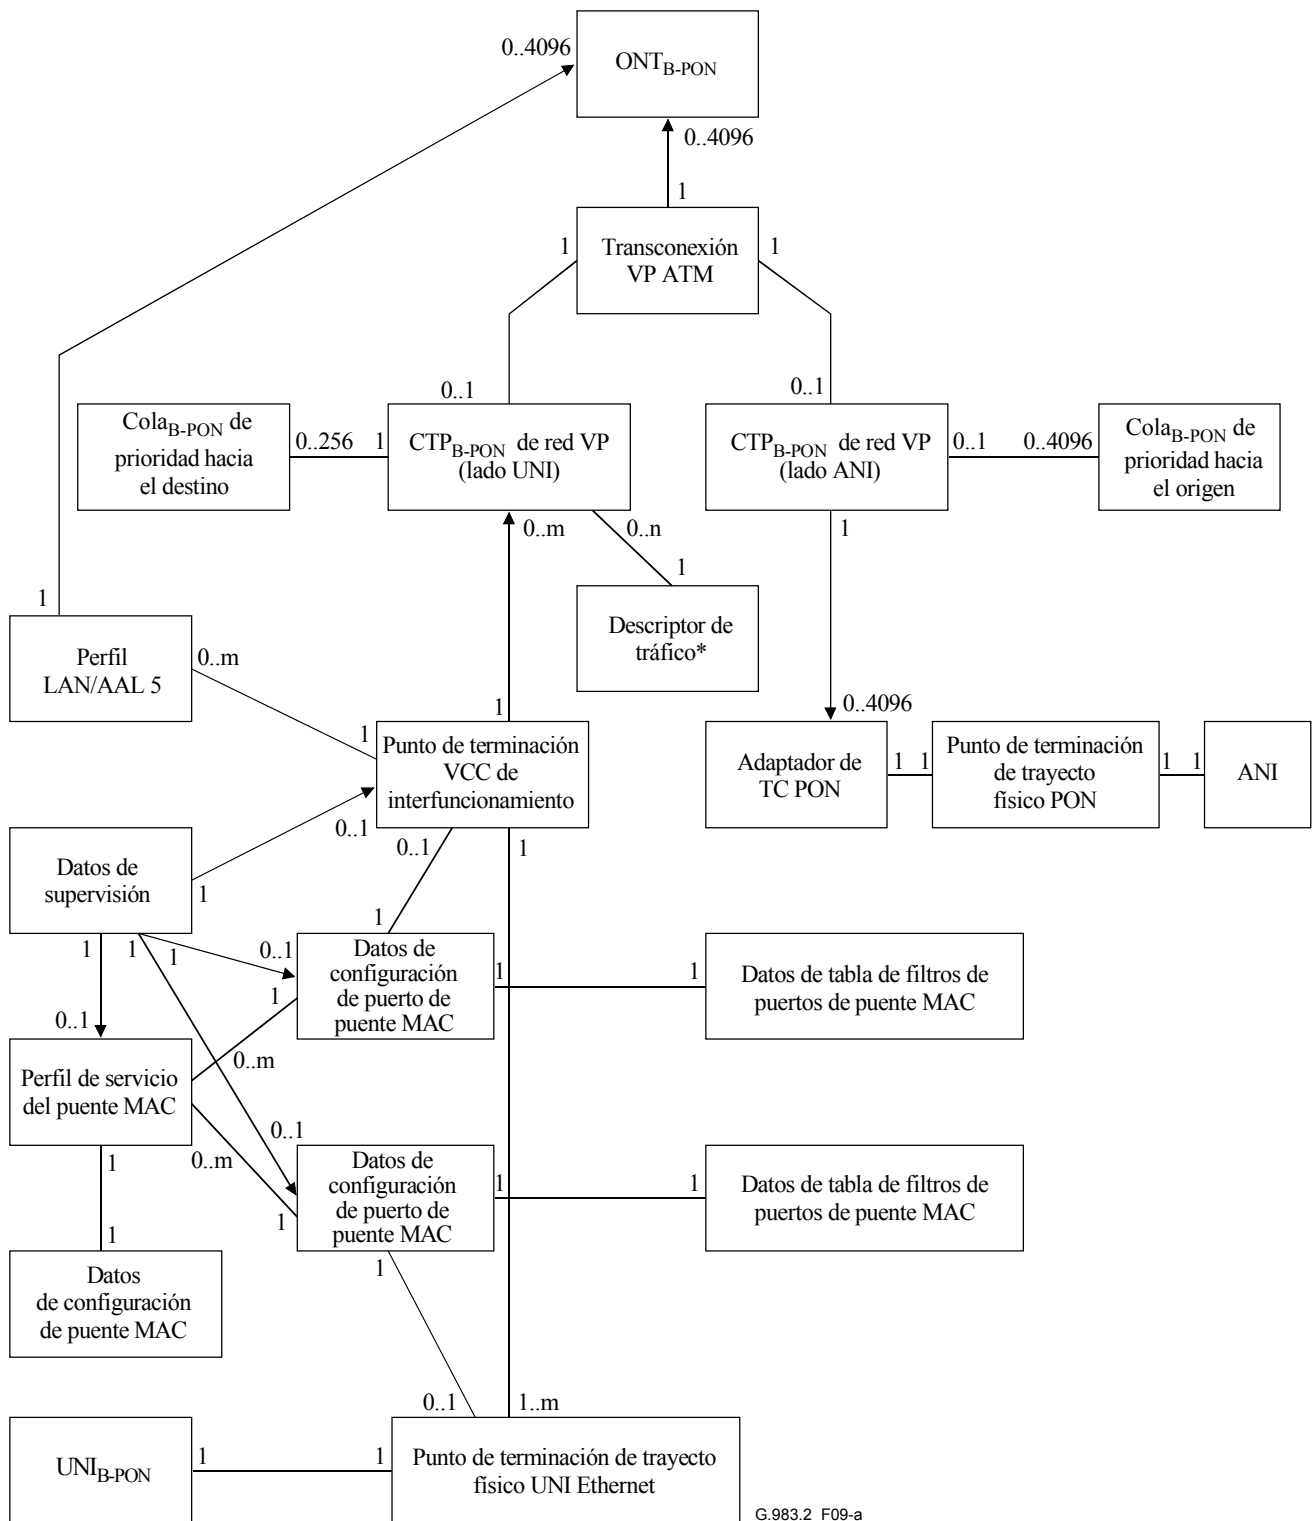 0..4096
ONT B-PON
0..4096
1
1
Transconexión
VP ATM
1
0..1
0..1
Cola B-PON de
prioridad hacia
el destino
0..256
1
CTP B-PON de red VP
(lado UNI)
CTP B-PON de red VP
(lado ANI)
0..1
0..4096
Cola B-PON de
prioridad hacia
el origen
0..m
0..n
1
1
1
Descriptor de
tráfico*
Perfil
LAN/AAL 5
0..m
1
1
0..4096
Punto de terminación
VCC de
interfuncionamiento
Adaptador de
TC PON
1
1
Punto de terminación
de trayecto
físico PON
1
1
ANI
0..1
0..1
1
Datos de
supervisión
1
1
1
1
1
0..1
Datos de
configuración
de puerto de
puente MAC
1
1
Datos de tabla de filtros de
puertos de puente MAC
1
0..1
0..m
Perfil de servicio
del puente MAC
0..1
0..m
1
1
Datos de
configuración
de puerto de
puente MAC
1
1
Datos de tabla de filtros de
puertos de puente MAC
1
1
Datos
de configuración
de puente MAC
0..1
1..m
UNI B-PON
1
1
Punto de terminación de trayecto
físico UNI Ethernet
G.983.2_F09-a